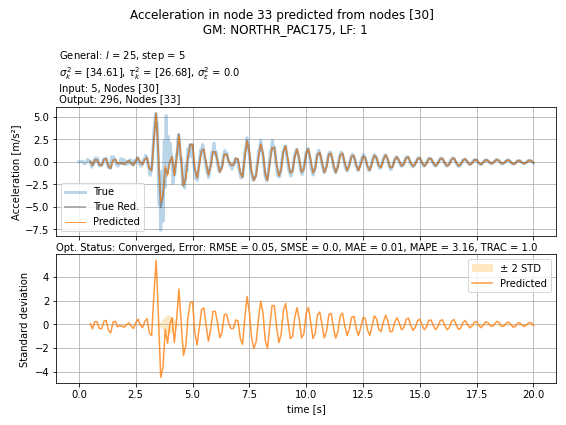 Acceleration in node 33 predicted from nodes [30]
GM: NORTHR_PAC175, LF: 1
General: l = 25, step = 5
σ²ₖ = [34.61], τ²ₖ = [26.68], σ²ε = 0.0
Input: 5, Nodes [30]
Output: 296, Nodes [33]
5.0
2.5
0.0
−2.5
−5.0
−7.5
Acceleration [m/s²]
True
True Red.
Predicted
Opt. Status: Converged, Error: RMSE = 0.05, SMSE = 0.0, MAE = 0.01, MAPE = 3.16, TRAC = 1.0
4
2
0
−2
−4
Standard deviation
± 2 STD
Predicted
0.0 2.5 5.0 7.5 10.0 12.5 15.0 17.5 20.0
time [s]